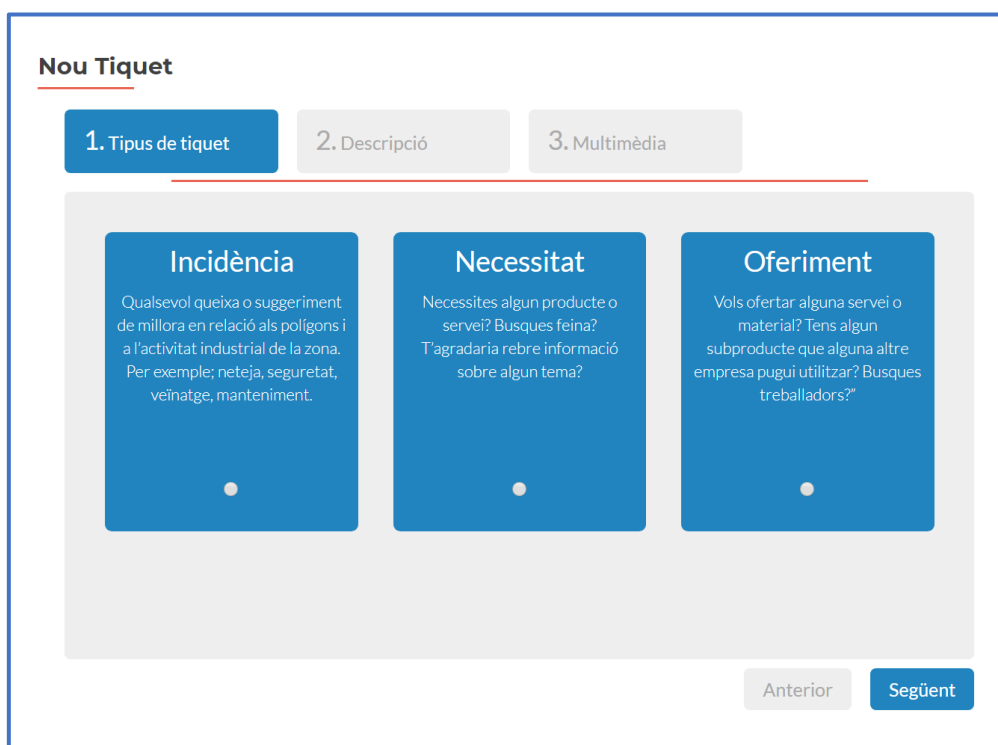 Nou Tiquet
1. Tipus de tiquet
2. Descripció
3. Multimèdia
Incidència
Qualsevol queixa o suggeriment
de millora en relació als polígons i
a l'activitat industrial de la zona.
Per exemple; neteja, seguretat,
veïnatge, manteniment.
Necessitat
Necessites algun producte o
servei? Busques feina?
T'agradaria rebre informació
sobre algun tema?
Oferiment
Vols ofertar alguna servei o
material? Tens algun
subproducte que alguna altre
empresa pugui utilitzar? Busques
treballadors?”
Anterior
Següent